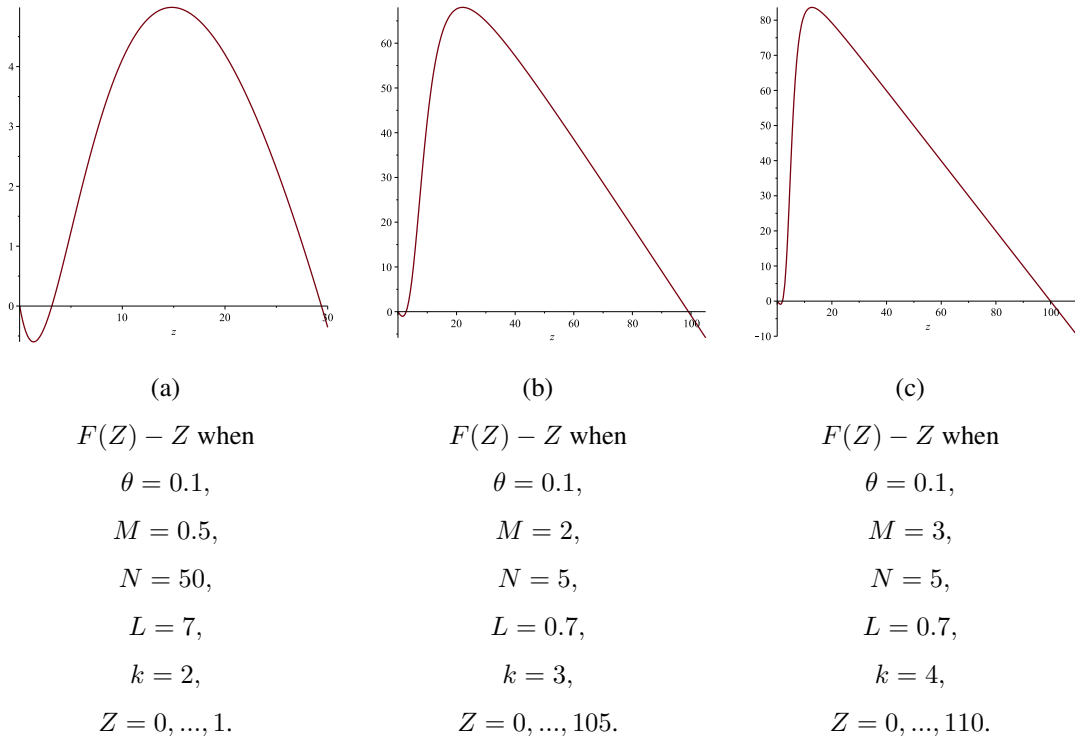 4
3
2
1
0
10
20
30
z
60
50
40
30
20
10
0
20
40
60
80
100
z
80
70
60
50
40
30
20
10
0
−10
20
40
60
80
100
z
(a)
F(Z) − Z when
θ = 0.1,
M = 0.5,
N = 50,
L = 7,
k = 2,
Z = 0, ..., 1.
(b)
F(Z) − Z when
θ = 0.1,
M = 2,
N = 5,
L = 0.7,
k = 3,
Z = 0, ..., 105.
(c)
F(Z) − Z when
θ = 0.1,
M = 3,
N = 5,
L = 0.7,
k = 4,
Z = 0, ..., 110.